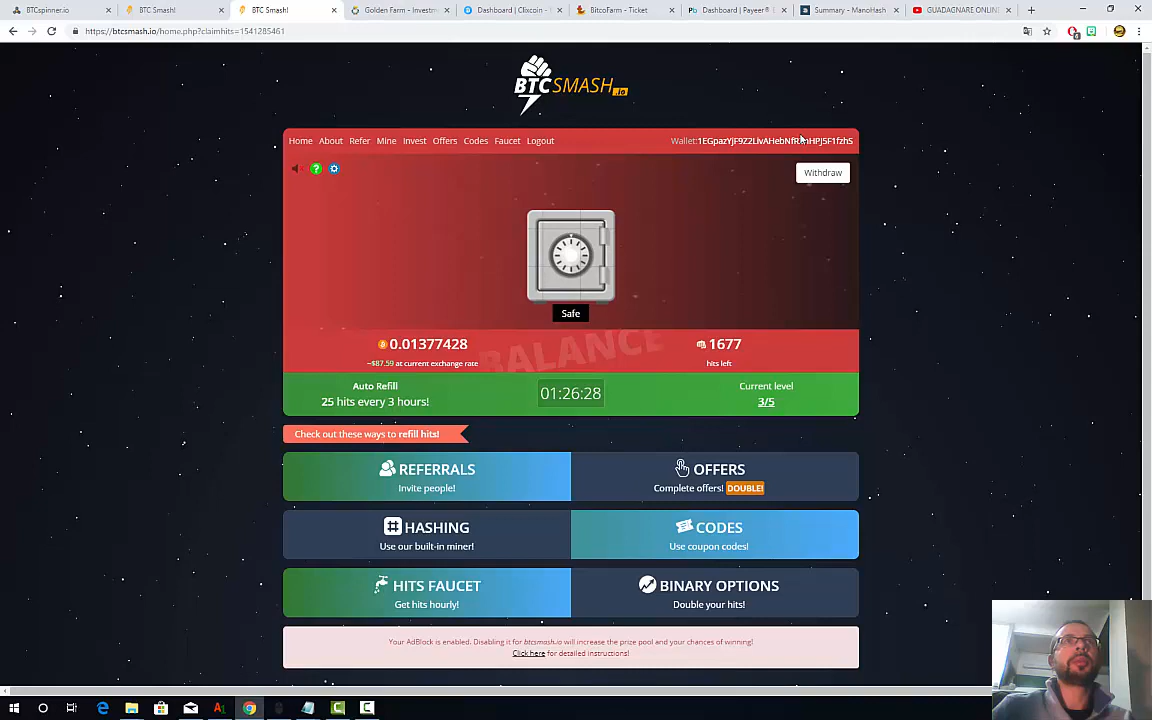 BTCspinner.io
BTC Smash!
BTC Smash!
Golden Farm - Investm
Dashboard | Clixcoin - S
BitcoFarm - Ticket
Dashboard | Payeer®
Summary - ManoHash
GUADAGNARE ONLIN
https://btcsmash.io/home.php?claimhits=1541285461
BTCSMASH.io
Home About Refer Mine Invest Offers Codes Faucet Logout
Wallet:
Withdraw
Safe
BALANCE
0.01377428
~$87.59 at current exchange rate
1677
hits left
Auto Refill
25 hits every 3 hours!
01:26:28
Current level
3/5
Check out these ways to refill hits!
REFERRALS
Invite people!
OFFERS
Complete offers! DOUBLE!
HASHING
Use our built-in miner!
CODES
Use coupon codes!
HITS FAUCET
Get hits hourly!
BINARY OPTIONS
Double your hits!
Your AdBlock is enabled. Disabling it for btcsmash.io will increase the prize pool and your chances of winning!
Click here for detailed instructions!